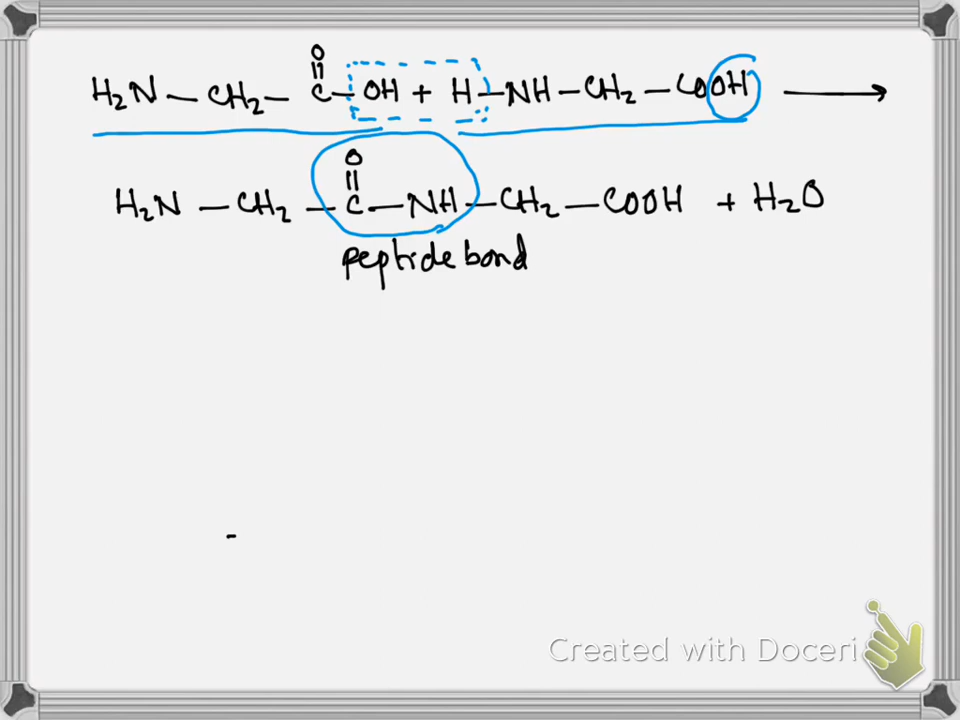 O
H₂N — CH₂ — C — OH + H — NH — CH₂ — COOH ⟶
O
H₂N — CH₂ — C — NH — CH₂ — COOH + H₂O
peptide bond
Created with Doceri